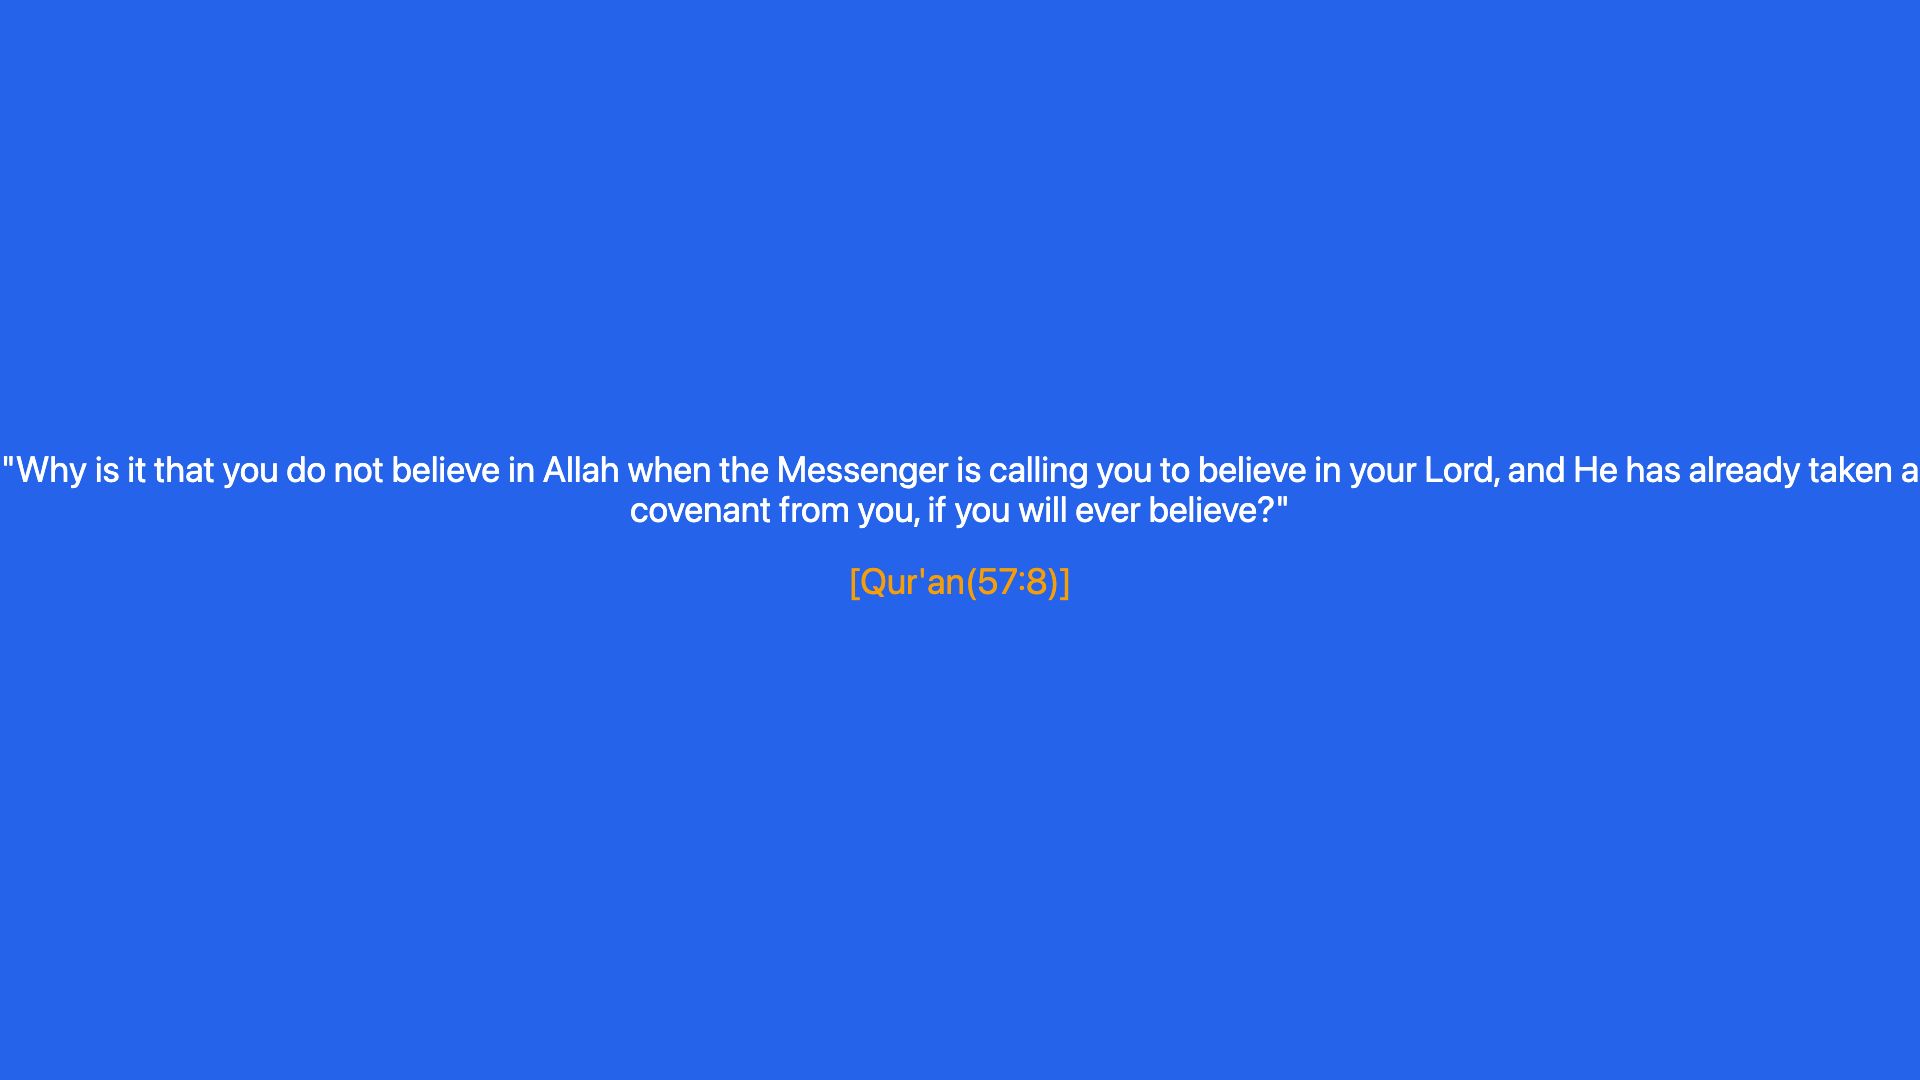 "Why is it that you do not believe in Allah when the Messenger is calling you to believe in your Lord, and He has already taken a
covenant from you, if you will ever believe?"
[Qur'an(57:8)]